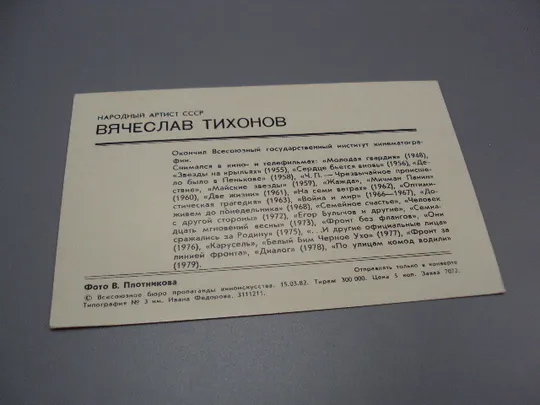 НАРОДНЫЙ АРТИСТ СССР
ВЯЧЕСЛАВ ТИХОНОВ
Окончил Всесоюзный государственный институт кинематогра-
фии.
Снимался в кино- и телефильмах: «Молодая гвардия» (1948),
«Звезды на крыльях» (1955), «Сердце бьется вновь» (1956), «Де-
ло было в Пенькове» (1958), «Ч. П. — Чрезвычайное происше-
ствие», «Майские звезды» (1959), «Жажда», «Мичман Панин»
(1960), «Две жизни» (1961), «На семи ветрах» (1962), «Оптими-
стическая трагедия» (1963), «Война и мир» (1966—1967), «До-
живем до понедельника» (1968), «Семейное счастье», «Человек
с другой стороны» (1972), «Егор Булычов и другие», «Семна-
дцать мгновений весны» (1973), «Фронт без флангов», «Они
сражались за Родину» (1975), «...И другие официальные лица»
(1976), «Карусель», «Белый Бим Черное Ухо» (1977), «Фронт за
линией фронта», «Диалог» (1978), «По улицам комод водили»
(1979).
Фото В. Плотникова
Отправлять только в конверте
© Всесоюзное бюро пропаганды киноискусства. 15.03.82. Тираж 300 000. Цена 5 коп. Заказ 7072.
Типография № 3 им. Ивана Федорова. 3111211.